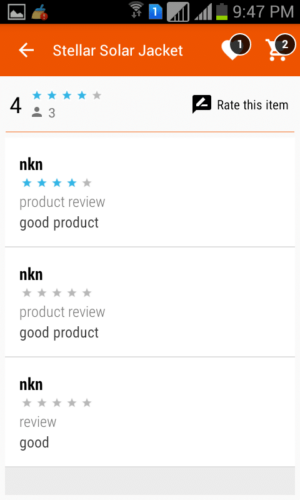 1 9:47 PM
Stellar Solar Jacket 1 2
4
3
Rate this item
nkn
product review
good product
nkn
product review
good product
nkn
review
good